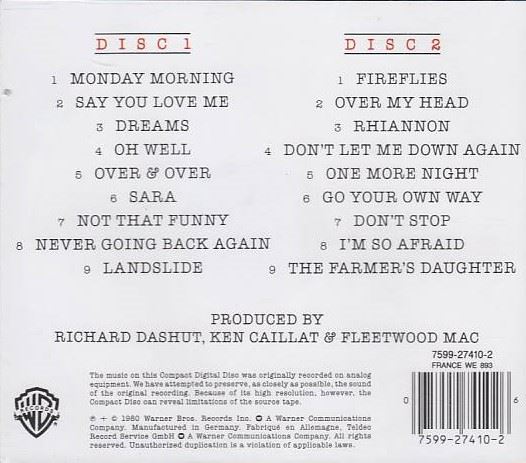 DISC 1
1 MONDAY MORNING
2 SAY YOU LOVE ME
3 DREAMS
4 OH WELL
5 OVER & OVER
6 SARA
7 NOT THAT FUNNY
8 NEVER GOING BACK AGAIN
9 LANDSLIDE
DISC 2
1 FIREFLIES
2 OVER MY HEAD
3 RHIANNON
4 DON'T LET ME DOWN AGAIN
5 ONE MORE NIGHT
6 GO YOUR OWN WAY
7 DON'T STOP
8 I'M SO AFRAID
9 THE FARMER'S DAUGHTER
PRODUCED BY
RICHARD DASHUT, KEN CAILLAT & FLEETWOOD MAC
WB
RECORDS
The music on this Compact Digital Disc was originally recorded on analog
equipment. We have attempted to preserve, as closely as possible, the sound
of the original recording. Because of its high resolution, however, the
Compact Disc can reveal limitations of the source tape.
℗ + © 1980 Warner Bros. Records Inc. A Warner Communications
Company. Manufactured in Germany. Fabriqué en Allemagne, Teldec
Record Service GmbH A Warner Communications Company. All rights
reserved. Unauthorized duplication is a violation of applicable laws.
7599-27410-2
FRANCE WE 893
0 6
7599-27410-2